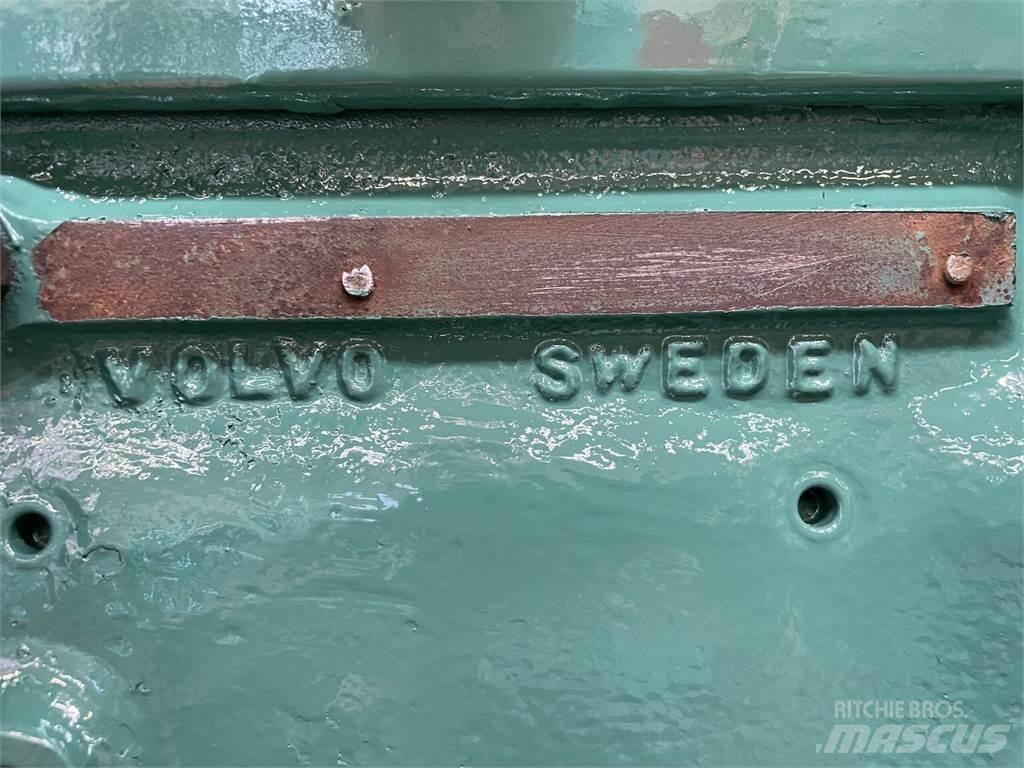 VOLVO SWEDEN
RITCHIE BROS.
MASCUS